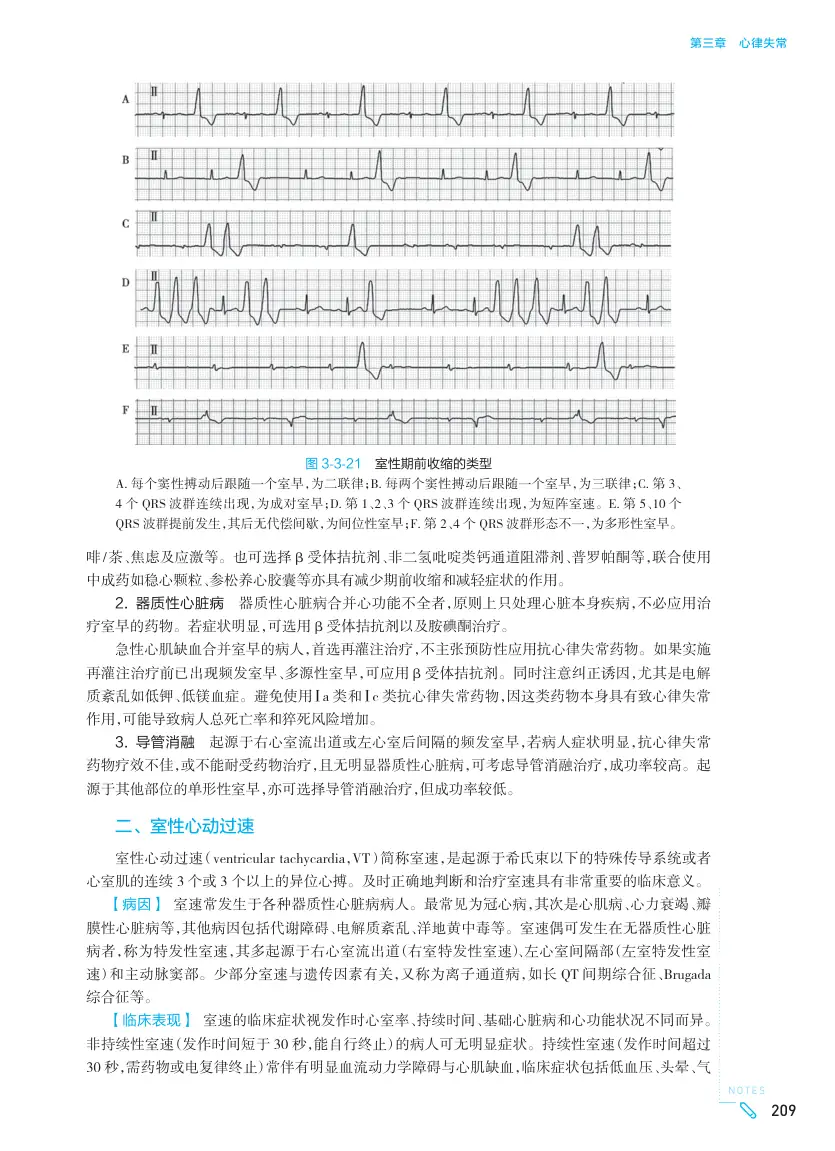 第三章　心律失常
A
Ⅱ
B
Ⅱ
C
Ⅱ
D
Ⅱ
E
Ⅱ
F
Ⅱ
图 3-3-21　室性期前收缩的类型
A. 每个窦性搏动后跟随一个室早,为二联律;B. 每两个窦性搏动后跟随一个室早,为三联律;C. 第 3、
4 个 QRS 波群连续出现,为成对室早;D. 第 1、2、3 个 QRS 波群连续出现,为短阵室速。E. 第 5、10 个
QRS 波群提前发生,其后无代偿间歇,为间位性室早;F. 第 2、4 个 QRS 波群形态不一,为多形性室早。
啡/茶、焦虑及应激等。也可选择 β 受体拮抗剂、非二氢吡啶类钙通道阻滞剂、普罗帕酮等,联合使用
中成药如稳心颗粒、参松养心胶囊等亦具有减少期前收缩和减轻症状的作用。
2. 器质性心脏病　器质性心脏病合并心功能不全者,原则上只处理心脏本身疾病,不必应用治
疗室早的药物。若症状明显,可选用 β 受体拮抗剂以及胺碘酮治疗。
急性心肌缺血合并室早的病人,首选再灌注治疗,不主张预防性应用抗心律失常药物。如果实施
再灌注治疗前已出现频发室早、多源性室早,可应用 β 受体拮抗剂。同时注意纠正诱因,尤其是电解
质紊乱如低钾、低镁血症。避免使用Ⅰa 类和Ⅰc 类抗心律失常药物,因这类药物本身具有致心律失常
作用,可能导致病人总死亡率和猝死风险增加。
3. 导管消融　起源于右心室流出道或左心室后间隔的频发室早,若病人症状明显,抗心律失常
药物疗效不佳,或不能耐受药物治疗,且无明显器质性心脏病,可考虑导管消融治疗,成功率较高。起
源于其他部位的单形性室早,亦可选择导管消融治疗,但成功率较低。
二、室性心动过速
室性心动过速(ventricular tachycardia,VT)简称室速,是起源于希氏束以下的特殊传导系统或者
心室肌的连续 3 个或 3 个以上的异位心搏。及时正确地判断和治疗室速具有非常重要的临床意义。
【病因】 室速常发生于各种器质性心脏病病人。最常见为冠心病,其次是心肌病、心力衰竭、瓣
膜性心脏病等,其他病因包括代谢障碍、电解质紊乱、洋地黄中毒等。室速偶可发生在无器质性心脏
病者,称为特发性室速,其多起源于右心室流出道(右室特发性室速)、左心室间隔部(左室特发性室
速)和主动脉窦部。少部分室速与遗传因素有关,又称为离子通道病,如长 QT 间期综合征、Brugada
综合征等。
【临床表现】 室速的临床症状视发作时心室率、持续时间、基础心脏病和心功能状况不同而异。
非持续性室速(发作时间短于 30 秒,能自行终止)的病人可无明显症状。持续性室速(发作时间超过
30 秒,需药物或电复律终止)常伴有明显血流动力学障碍与心肌缺血,临床症状包括低血压、头晕、气
NOTES
209